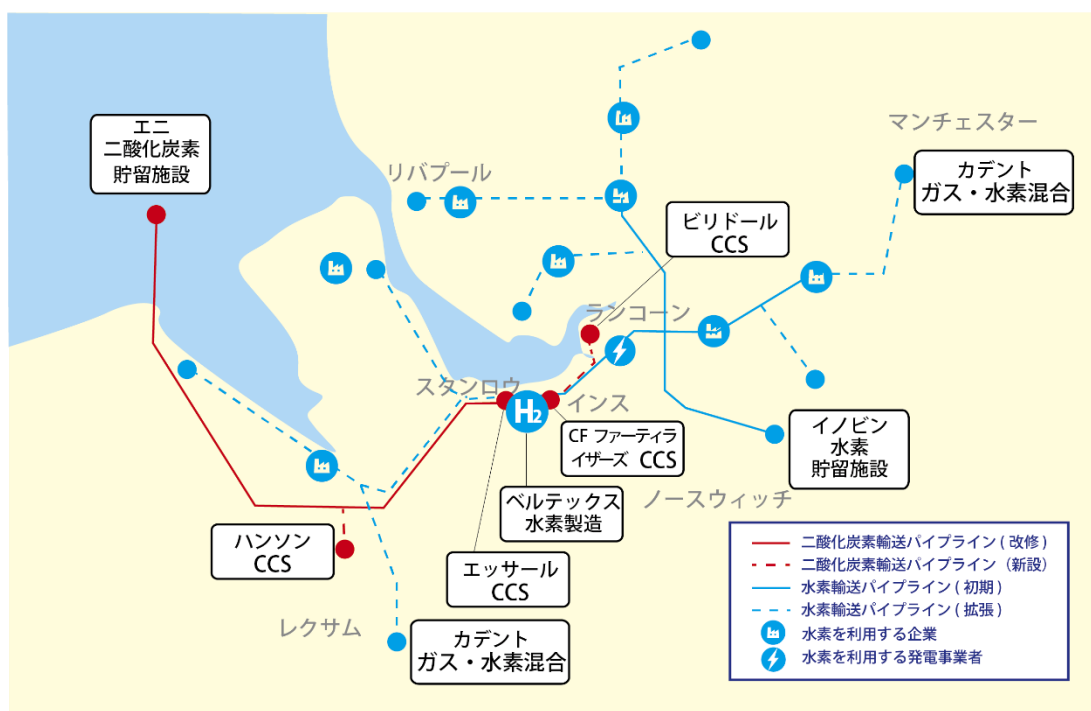 マンチェスター
エニ
二酸化炭素
貯留施設
リバプール
カデント
ガス・水素混合
ビリドール
CCS
ランコーン
スタンロウ
H2
インス
CF ファーティラ
イザーズ CCS
イノビン
水素
貯留施設
ノースウィッチ
ベルテックス
水素製造
ハンソン
CCS
エッサール
CCS
レクサム
カデント
ガス・水素混合
二酸化炭素輸送パイプライン ( 改修 )
二酸化炭素輸送パイプライン（新設）
水素輸送パイプライン ( 初期 )
水素輸送パイプライン ( 拡張 )
水素を利用する企業
水素を利用する発電事業者